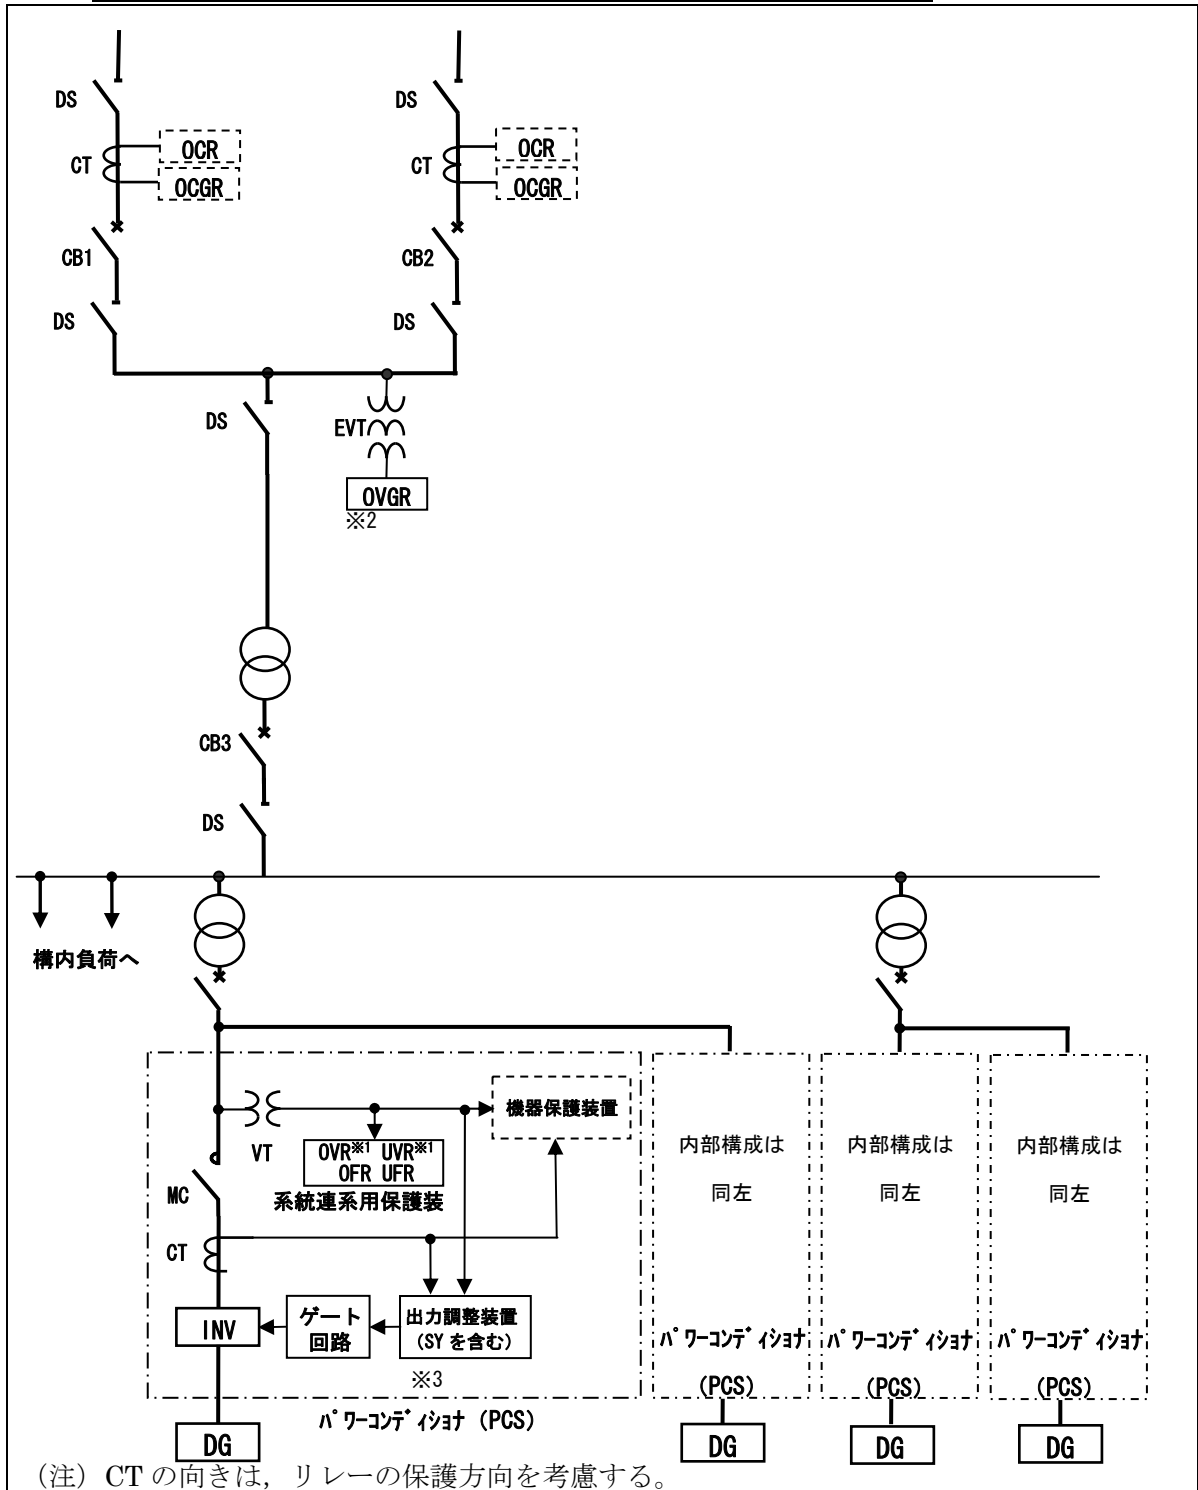 DS
DS
CT
OCR
OCGR
CT
OCR
OCGR
CB1
CB2
DS
DS
DS
EVT
OVGR
※2
CB3
DS
構内負荷へ
VT
機器保護装置
OVR※1 UVR※1
OFR UFR
系統連系用保護装
MC
CT
INV
ゲート
回路
出力調整装置
(SYを含む)
※3
パワーコンディショナ (PCS)
DG
内部構成は
同左
パワーコンディショナ
(PCS)
DG
内部構成は
同左
パワーコンディショナ
(PCS)
DG
内部構成は
同左
パワーコンディショナ
(PCS)
DG
(注) CT の向きは，リレーの保護方向を考慮する。